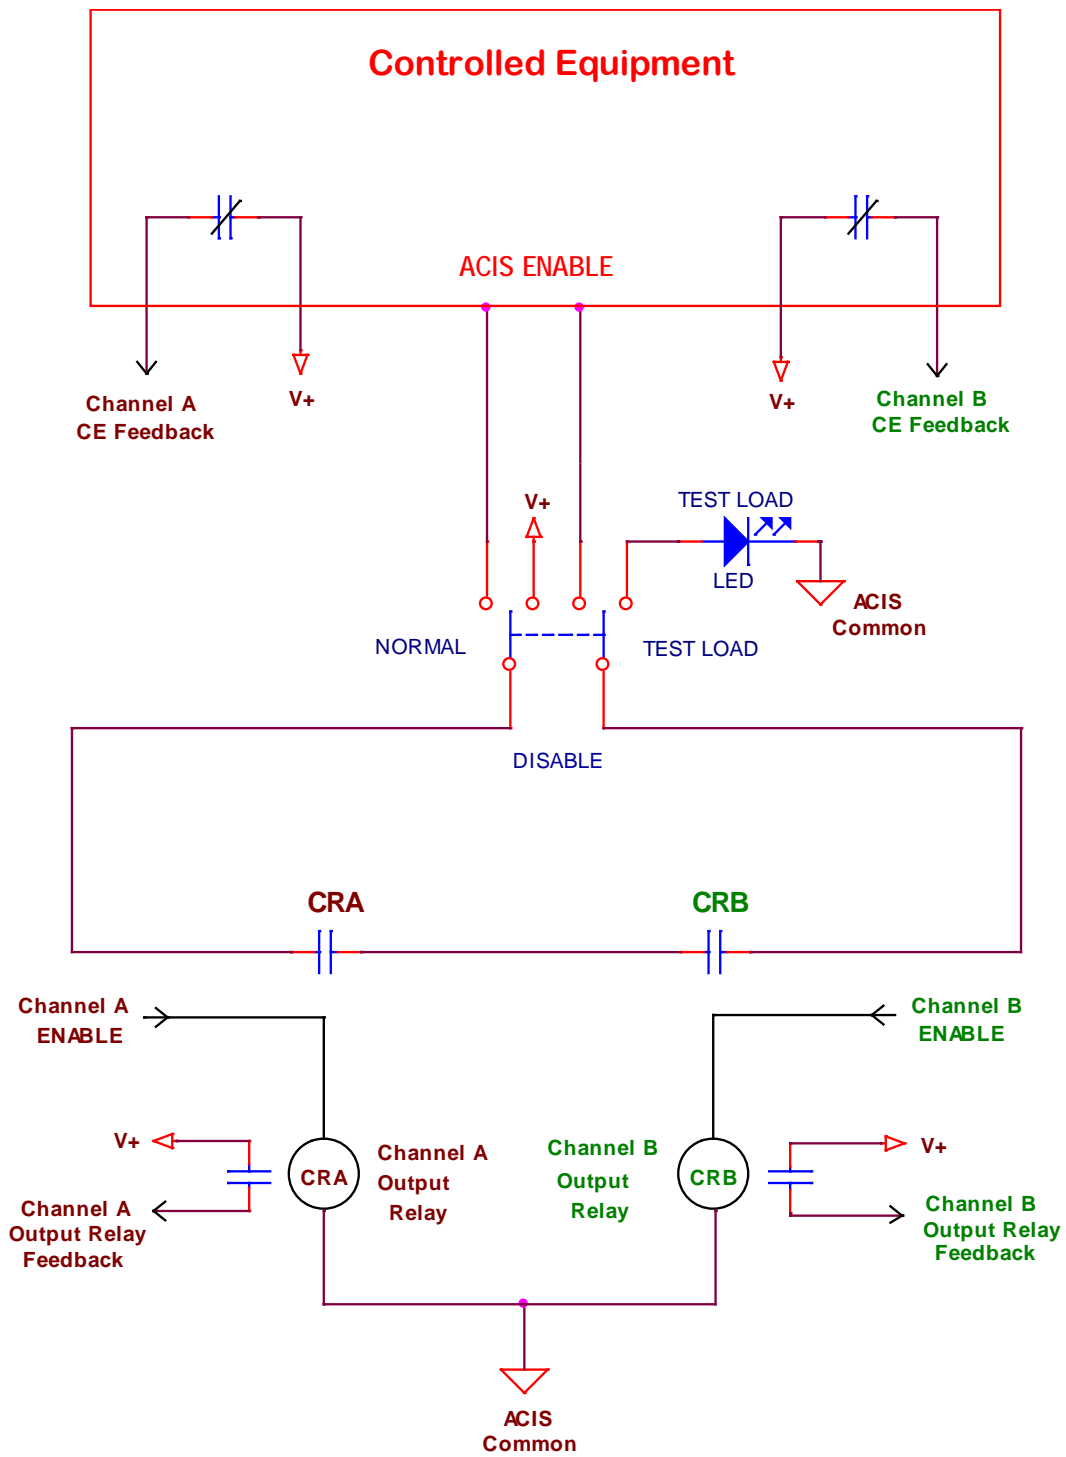 Controlled Equipment
ACIS ENABLE
Channel A
CE Feedback
V+
V+
Channel B
CE Feedback
V+
TEST LOAD
LED
ACIS
Common
NORMAL
TEST LOAD
DISABLE
CRA
CRB
Channel A
ENABLE
Channel B
ENABLE
V+
Channel A
Output Relay
Feedback
CRA
Channel A
Output
Relay
Channel B
Output
Relay
CRB
V+
Channel B
Output Relay
Feedback
ACIS
Common